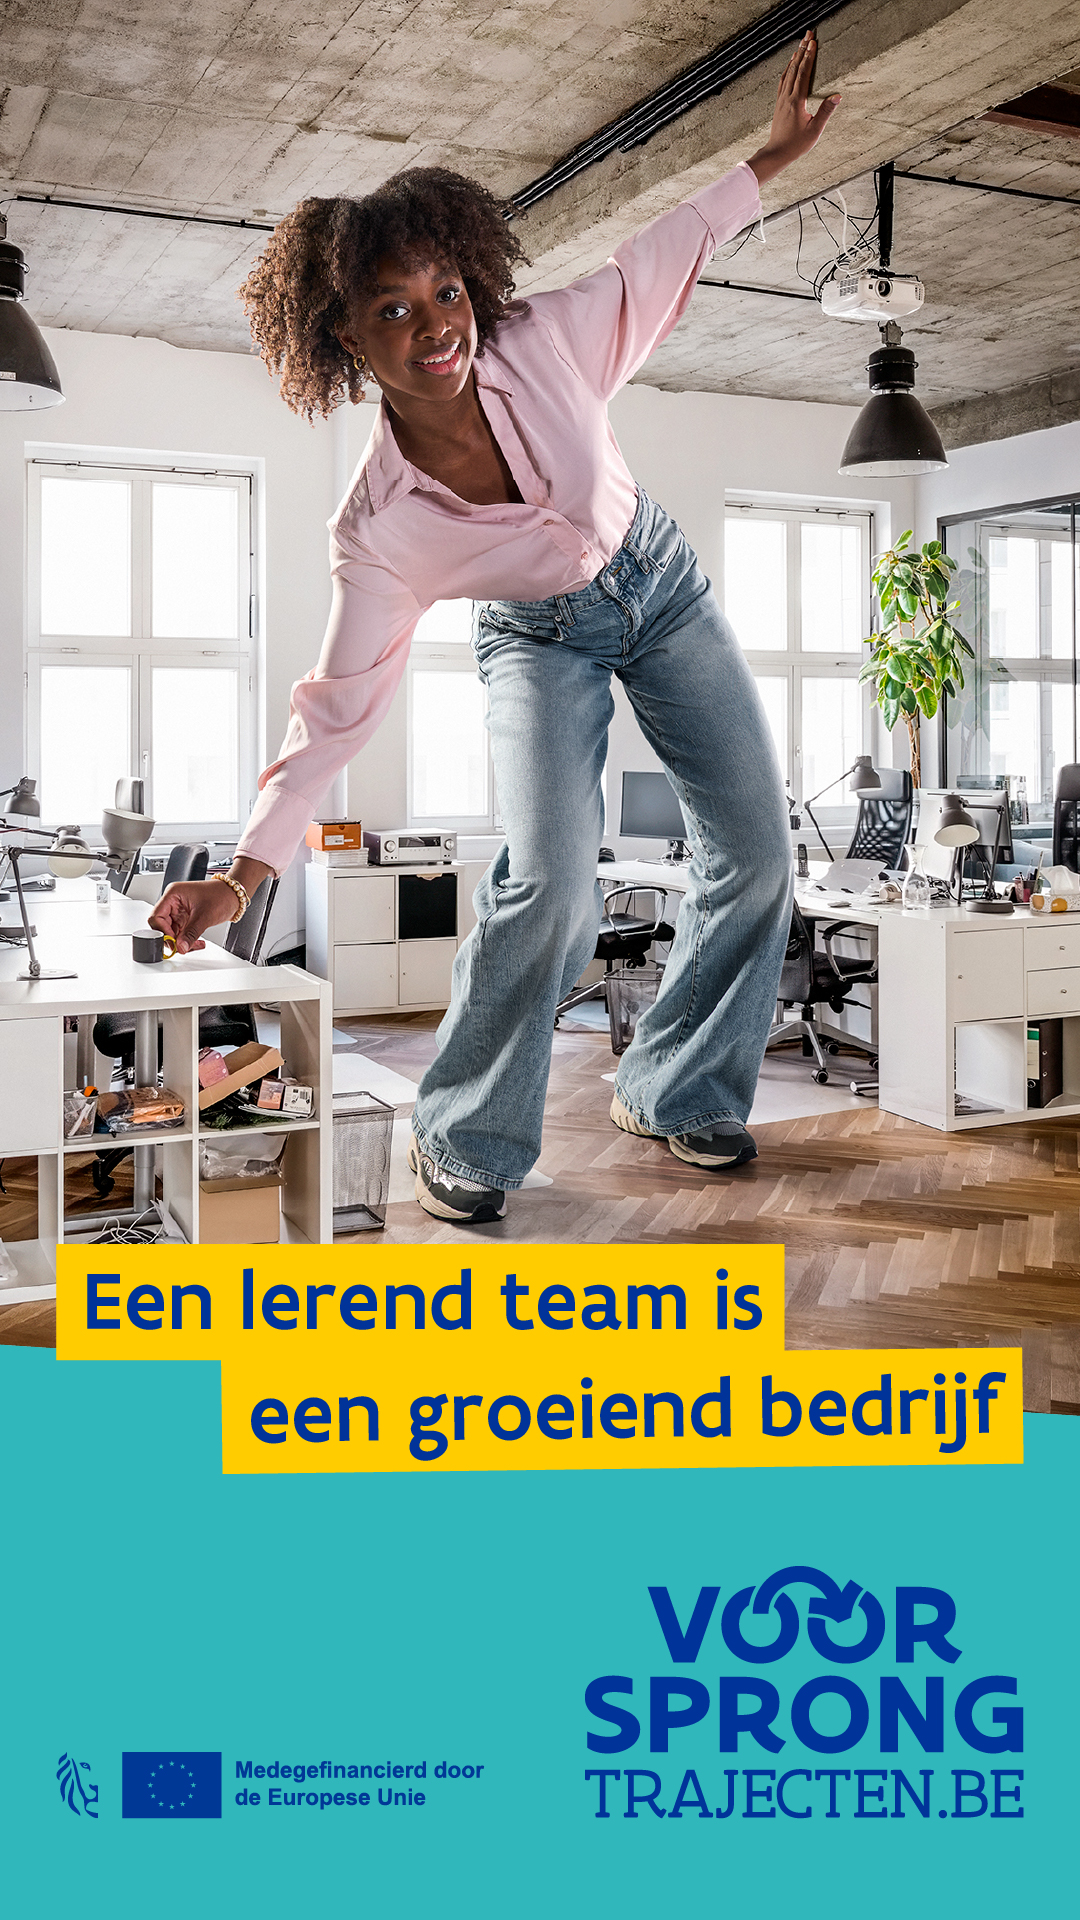 Een lerend team is
een groeiend bedrijf
VOOR
SPRONG
TRAJECTEN.BE
Medegefinancierd door
de Europese Unie